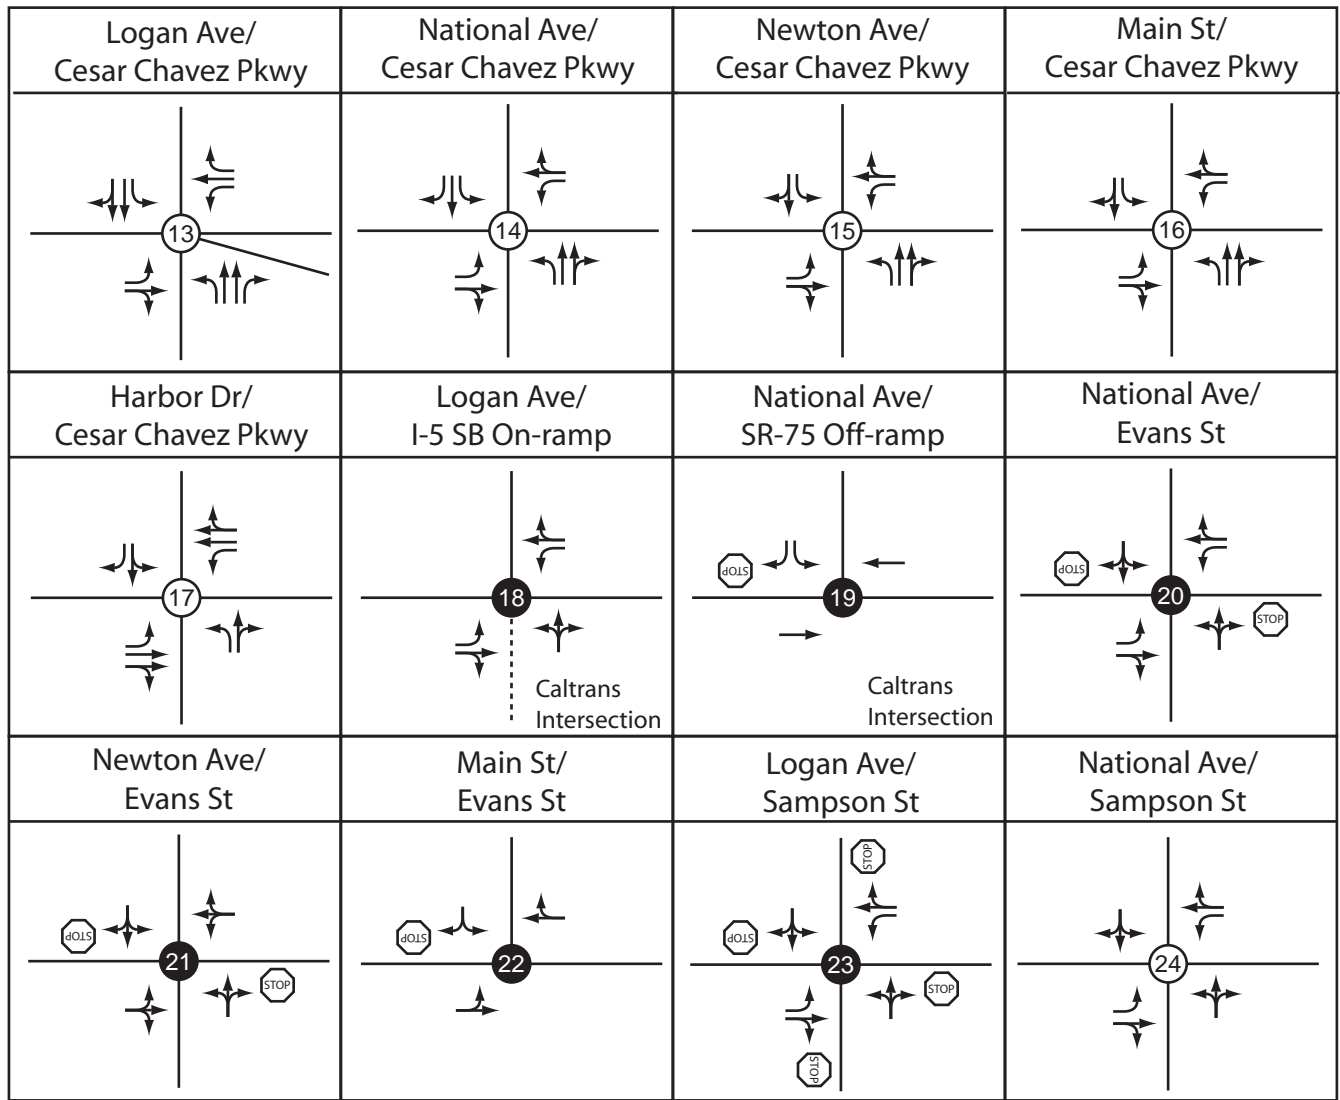 Logan Ave/
Cesar Chavez Pkwy
13
National Ave/
Cesar Chavez Pkwy
14
Newton Ave/
Cesar Chavez Pkwy
15
Main St/
Cesar Chavez Pkwy
16
Harbor Dr/
Cesar Chavez Pkwy
17
Logan Ave/
I-5 SB On-ramp
18
Caltrans
Intersection
National Ave/
SR-75 Off-ramp
STOP
19
Caltrans
Intersection
National Ave/
Evans St
STOP
20
STOP
Newton Ave/
Evans St
STOP
21
STOP
Main St/
Evans St
STOP
22
Logan Ave/
Sampson St
STOP
STOP
23
STOP
STOP
National Ave/
Sampson St
24